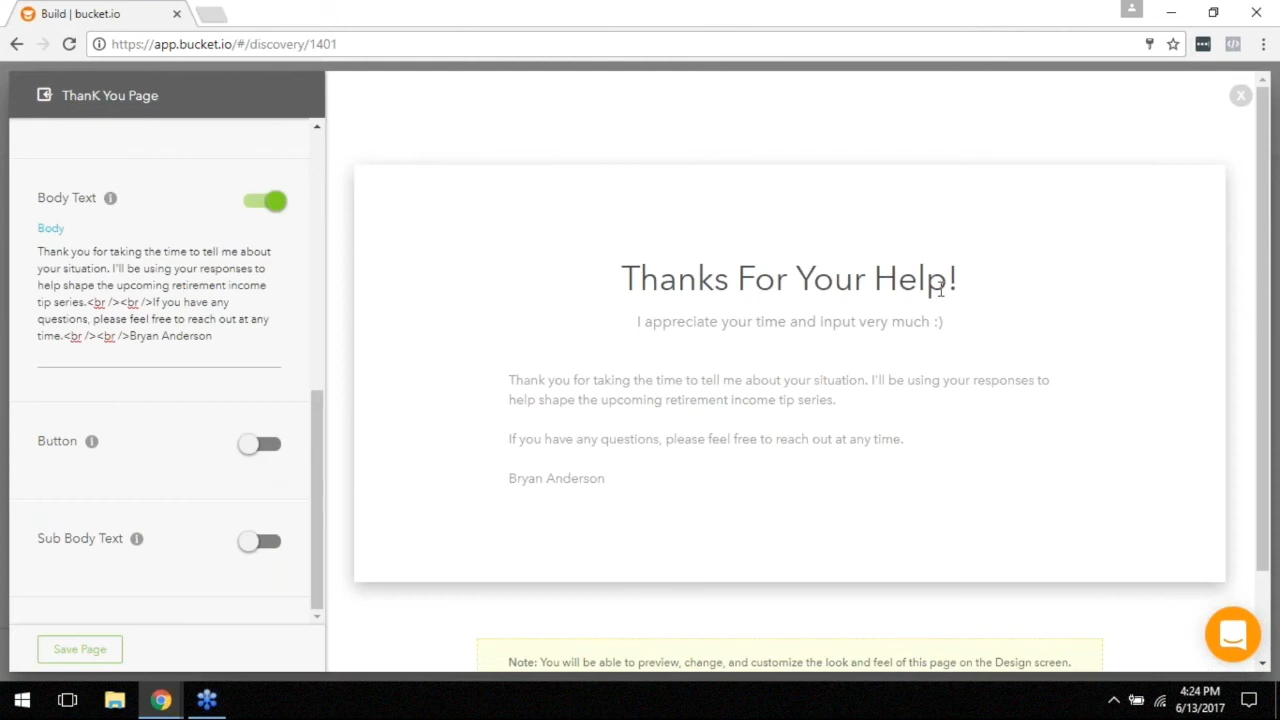 Build | bucket.io
https://app.bucket.io/#/discovery/1401
ThanK You Page
Body Text
Body
Thank you for taking the time to tell me about
your situation. I'll be using your responses to
help shape the upcoming retirement income
tip series.<br /><br />If you have any
questions, please feel free to reach out at any
time.<br /><br />Bryan Anderson
Button
Sub Body Text
Save Page
X
Thanks For Your Help!
I appreciate your time and input very much :)
Thank you for taking the time to tell me about your situation. I'll be using your responses to
help shape the upcoming retirement income tip series.
If you have any questions, please feel free to reach out at any time.
Bryan Anderson
Note: You will be able to preview, change, and customize the look and feel of this page on the Design screen.
4:24 PM
6/13/2017